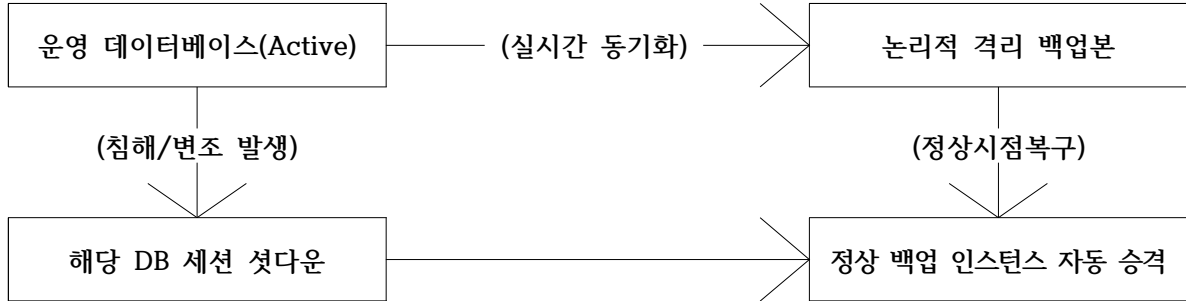 운영 데이터베이스(Active)
(실시간 동기화)
논리적 격리 백업본
(침해/변조 발생)
(정상시점복구)
해당 DB 세션 셧다운
정상 백업 인스턴스 자동 승격